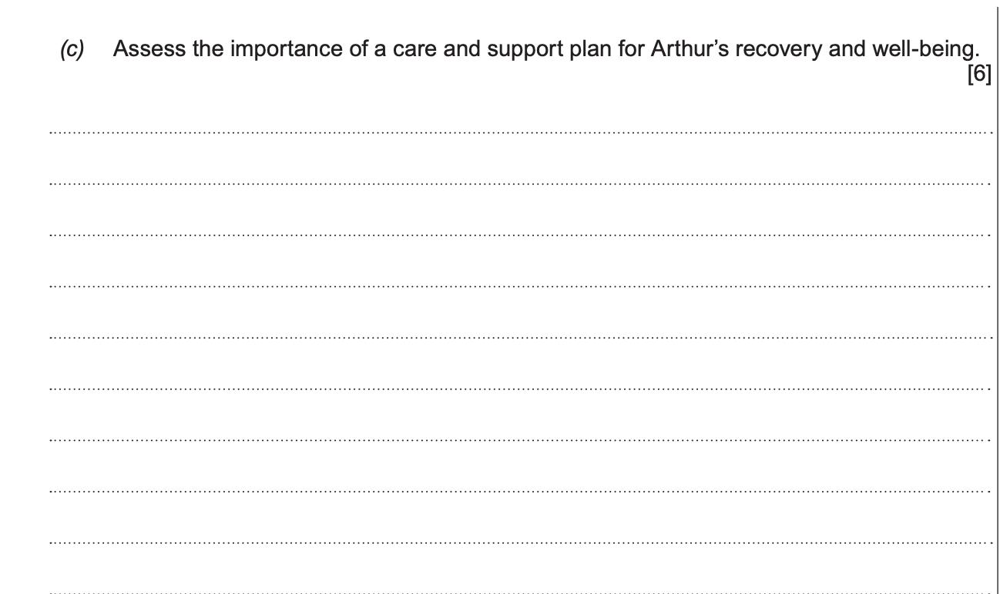 (c) Assess the importance of a care and support plan for Arthur’s recovery and well-being.
[6]